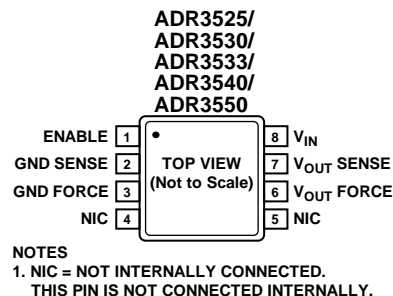 ADR3525/
ADR3530/
ADR3533/
ADR3540/
ADR3550
ENABLE 1
GND SENSE 2
GND FORCE 3
NIC 4
TOP VIEW
(Not to Scale)
8 VIN
7 VOUT SENSE
6 VOUT FORCE
5 NIC
NOTES
1. NIC = NOT INTERNALLY CONNECTED.
THIS PIN IS NOT CONNECTED INTERNALLY.